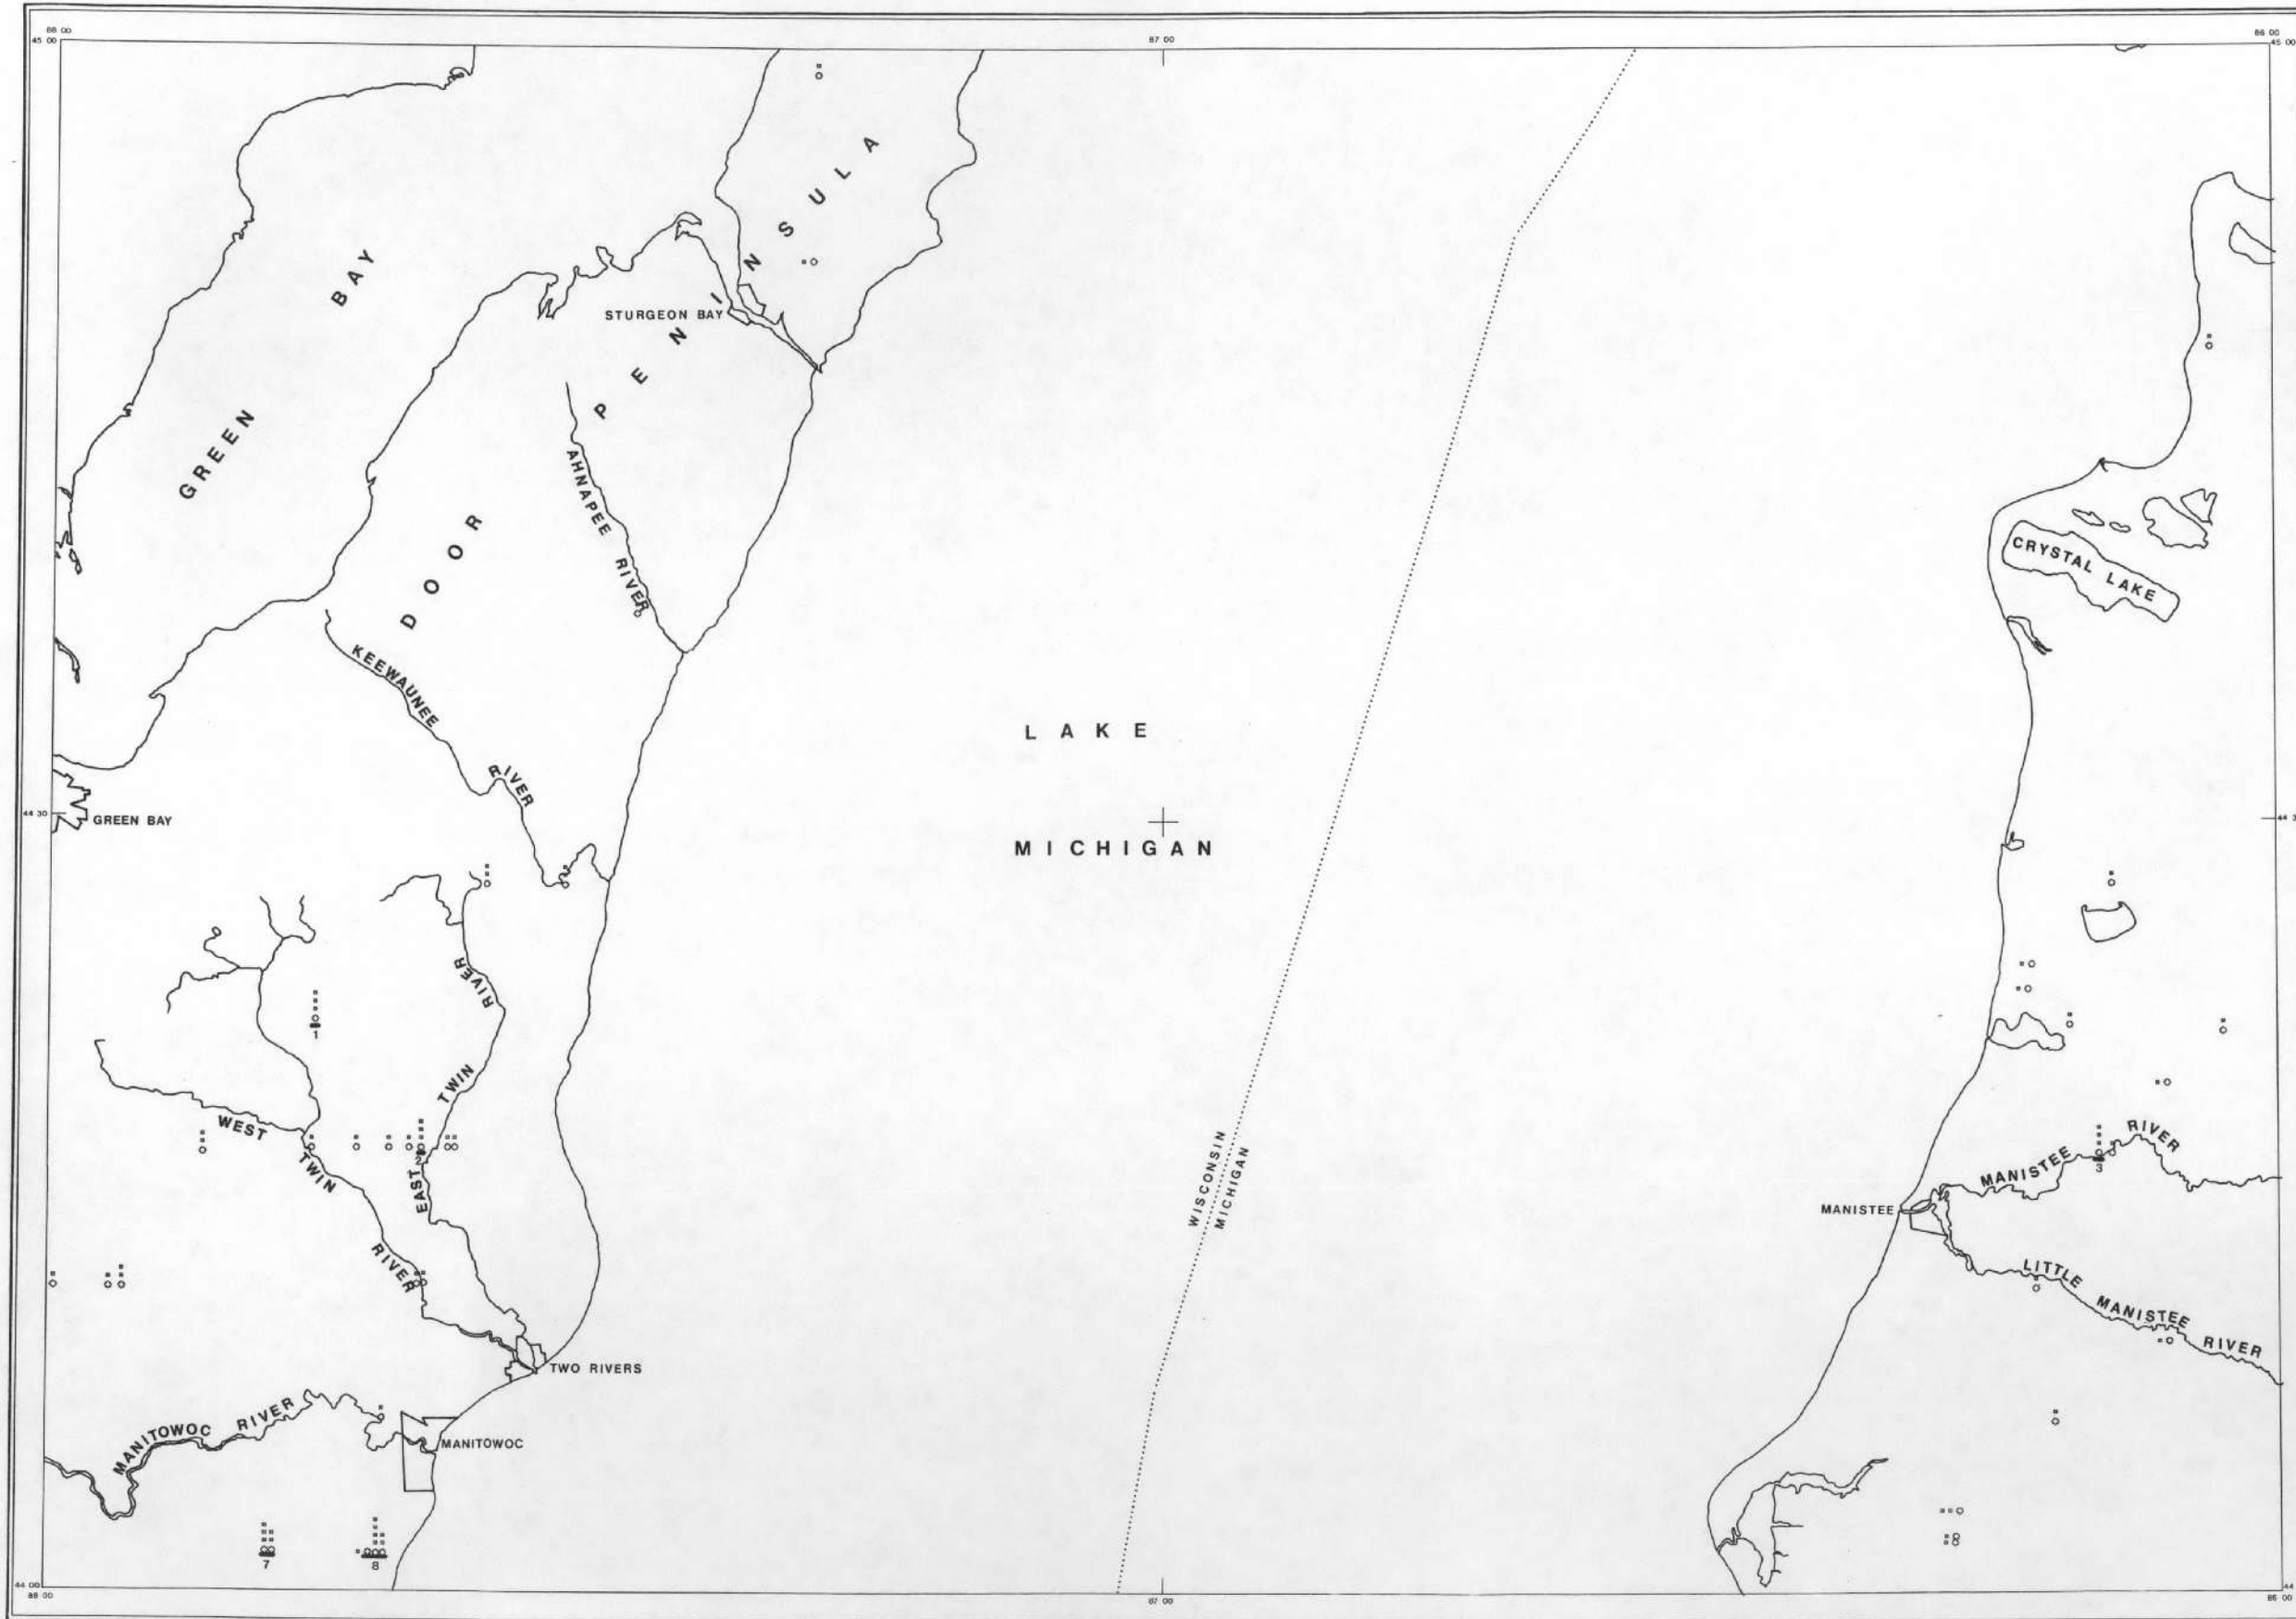 88 00
87 00
86 00
45 00
45 00
GREEN BAY
DOOR PENINSULA
STURGEON BAY
AHNAPEE RIVER
KEEWAUNEE RIVER
CRYSTAL LAKE
LAKE
MICHIGAN
44 30
GREEN BAY
44 3
1
EAST TWIN RIVER
WEST TWIN RIVER
2
WISCONSIN
MICHIGAN
MANISTEE RIVER
3
MANISTEE
LITTLE MANISTEE RIVER
TWO RIVERS
MANITOWOC RIVER
MANITOWOC
7
8
44 00
44
88 00
87 00
86 00